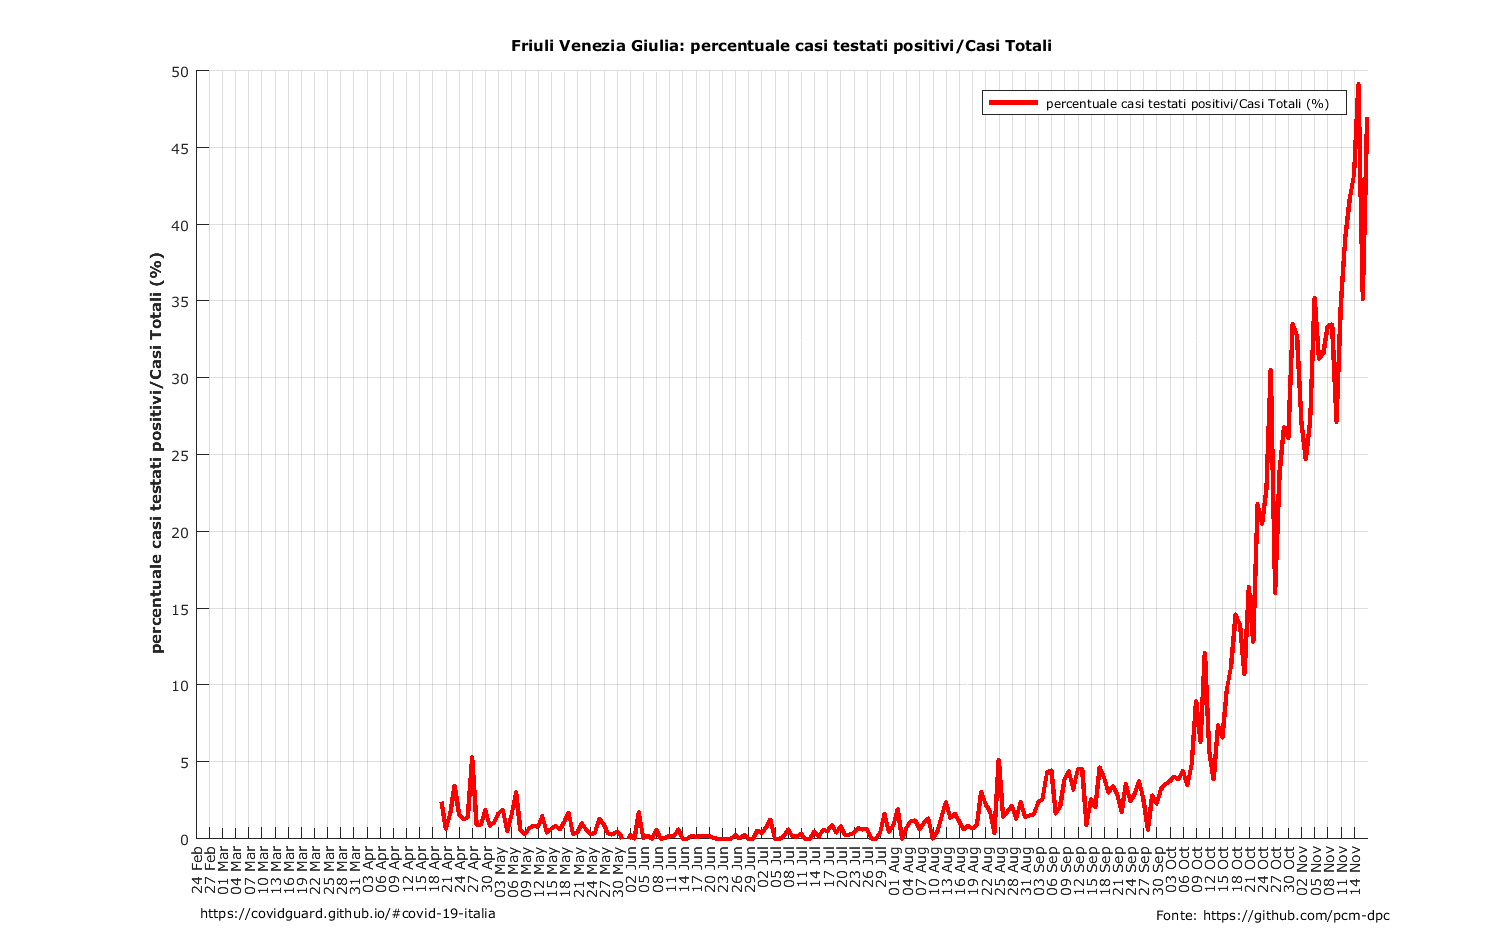 Friuli Venezia Giulia: percentuale casi testati positivi/Casi Totali
percentuale casi testati positivi/Casi Totali (%)
percentuale casi testati positivi/Casi Totali (%)
50
45
40
35
30
25
20
15
10
5
0
24 Feb
27 Feb
01 Mar
04 Mar
07 Mar
10 Mar
13 Mar
16 Mar
19 Mar
22 Mar
25 Mar
28 Mar
31 Mar
03 Apr
06 Apr
09 Apr
12 Apr
15 Apr
18 Apr
21 Apr
24 Apr
27 Apr
30 Apr
03 May
06 May
09 May
12 May
15 May
18 May
21 May
24 May
27 May
30 May
02 Jun
05 Jun
08 Jun
11 Jun
14 Jun
17 Jun
20 Jun
23 Jun
26 Jun
29 Jun
02 Jul
05 Jul
08 Jul
11 Jul
14 Jul
17 Jul
20 Jul
23 Jul
26 Jul
29 Jul
01 Aug
04 Aug
07 Aug
10 Aug
13 Aug
16 Aug
19 Aug
22 Aug
25 Aug
28 Aug
31 Aug
03 Sep
06 Sep
09 Sep
12 Sep
15 Sep
18 Sep
21 Sep
24 Sep
27 Sep
30 Sep
03 Oct
06 Oct
09 Oct
12 Oct
15 Oct
18 Oct
21 Oct
24 Oct
27 Oct
30 Oct
02 Nov
05 Nov
08 Nov
11 Nov
14 Nov
https://covidguard.github.io/#covid-19-italia
Fonte: https://github.com/pcm-dpc